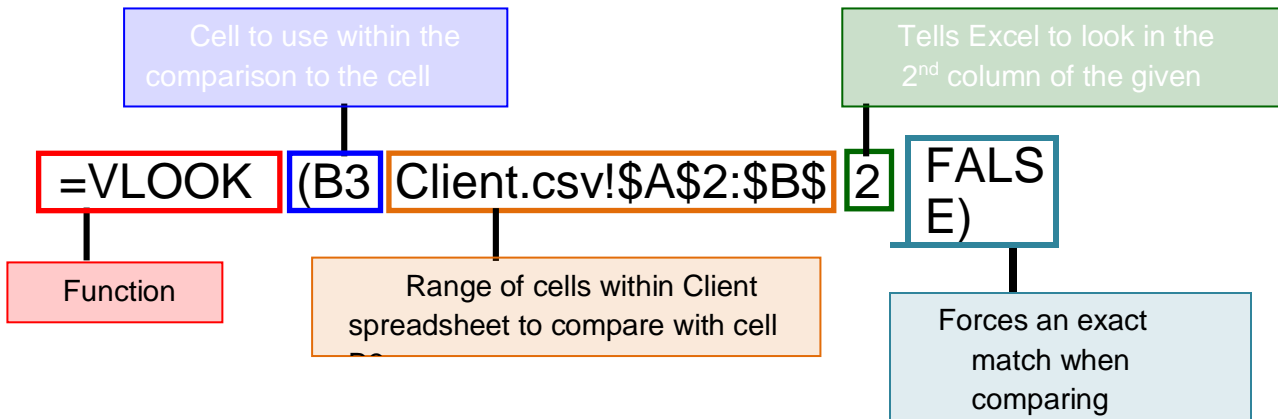 Cell to use within the
comparison to the cell
Tells Excel to look in the
2nd column of the given
=VLOOK (B3 Client.csv!$A$2:$B$ 2 FALS
E)
Function
Range of cells within Client
spreadsheet to compare with cell
Forces an exact
match when
comparing